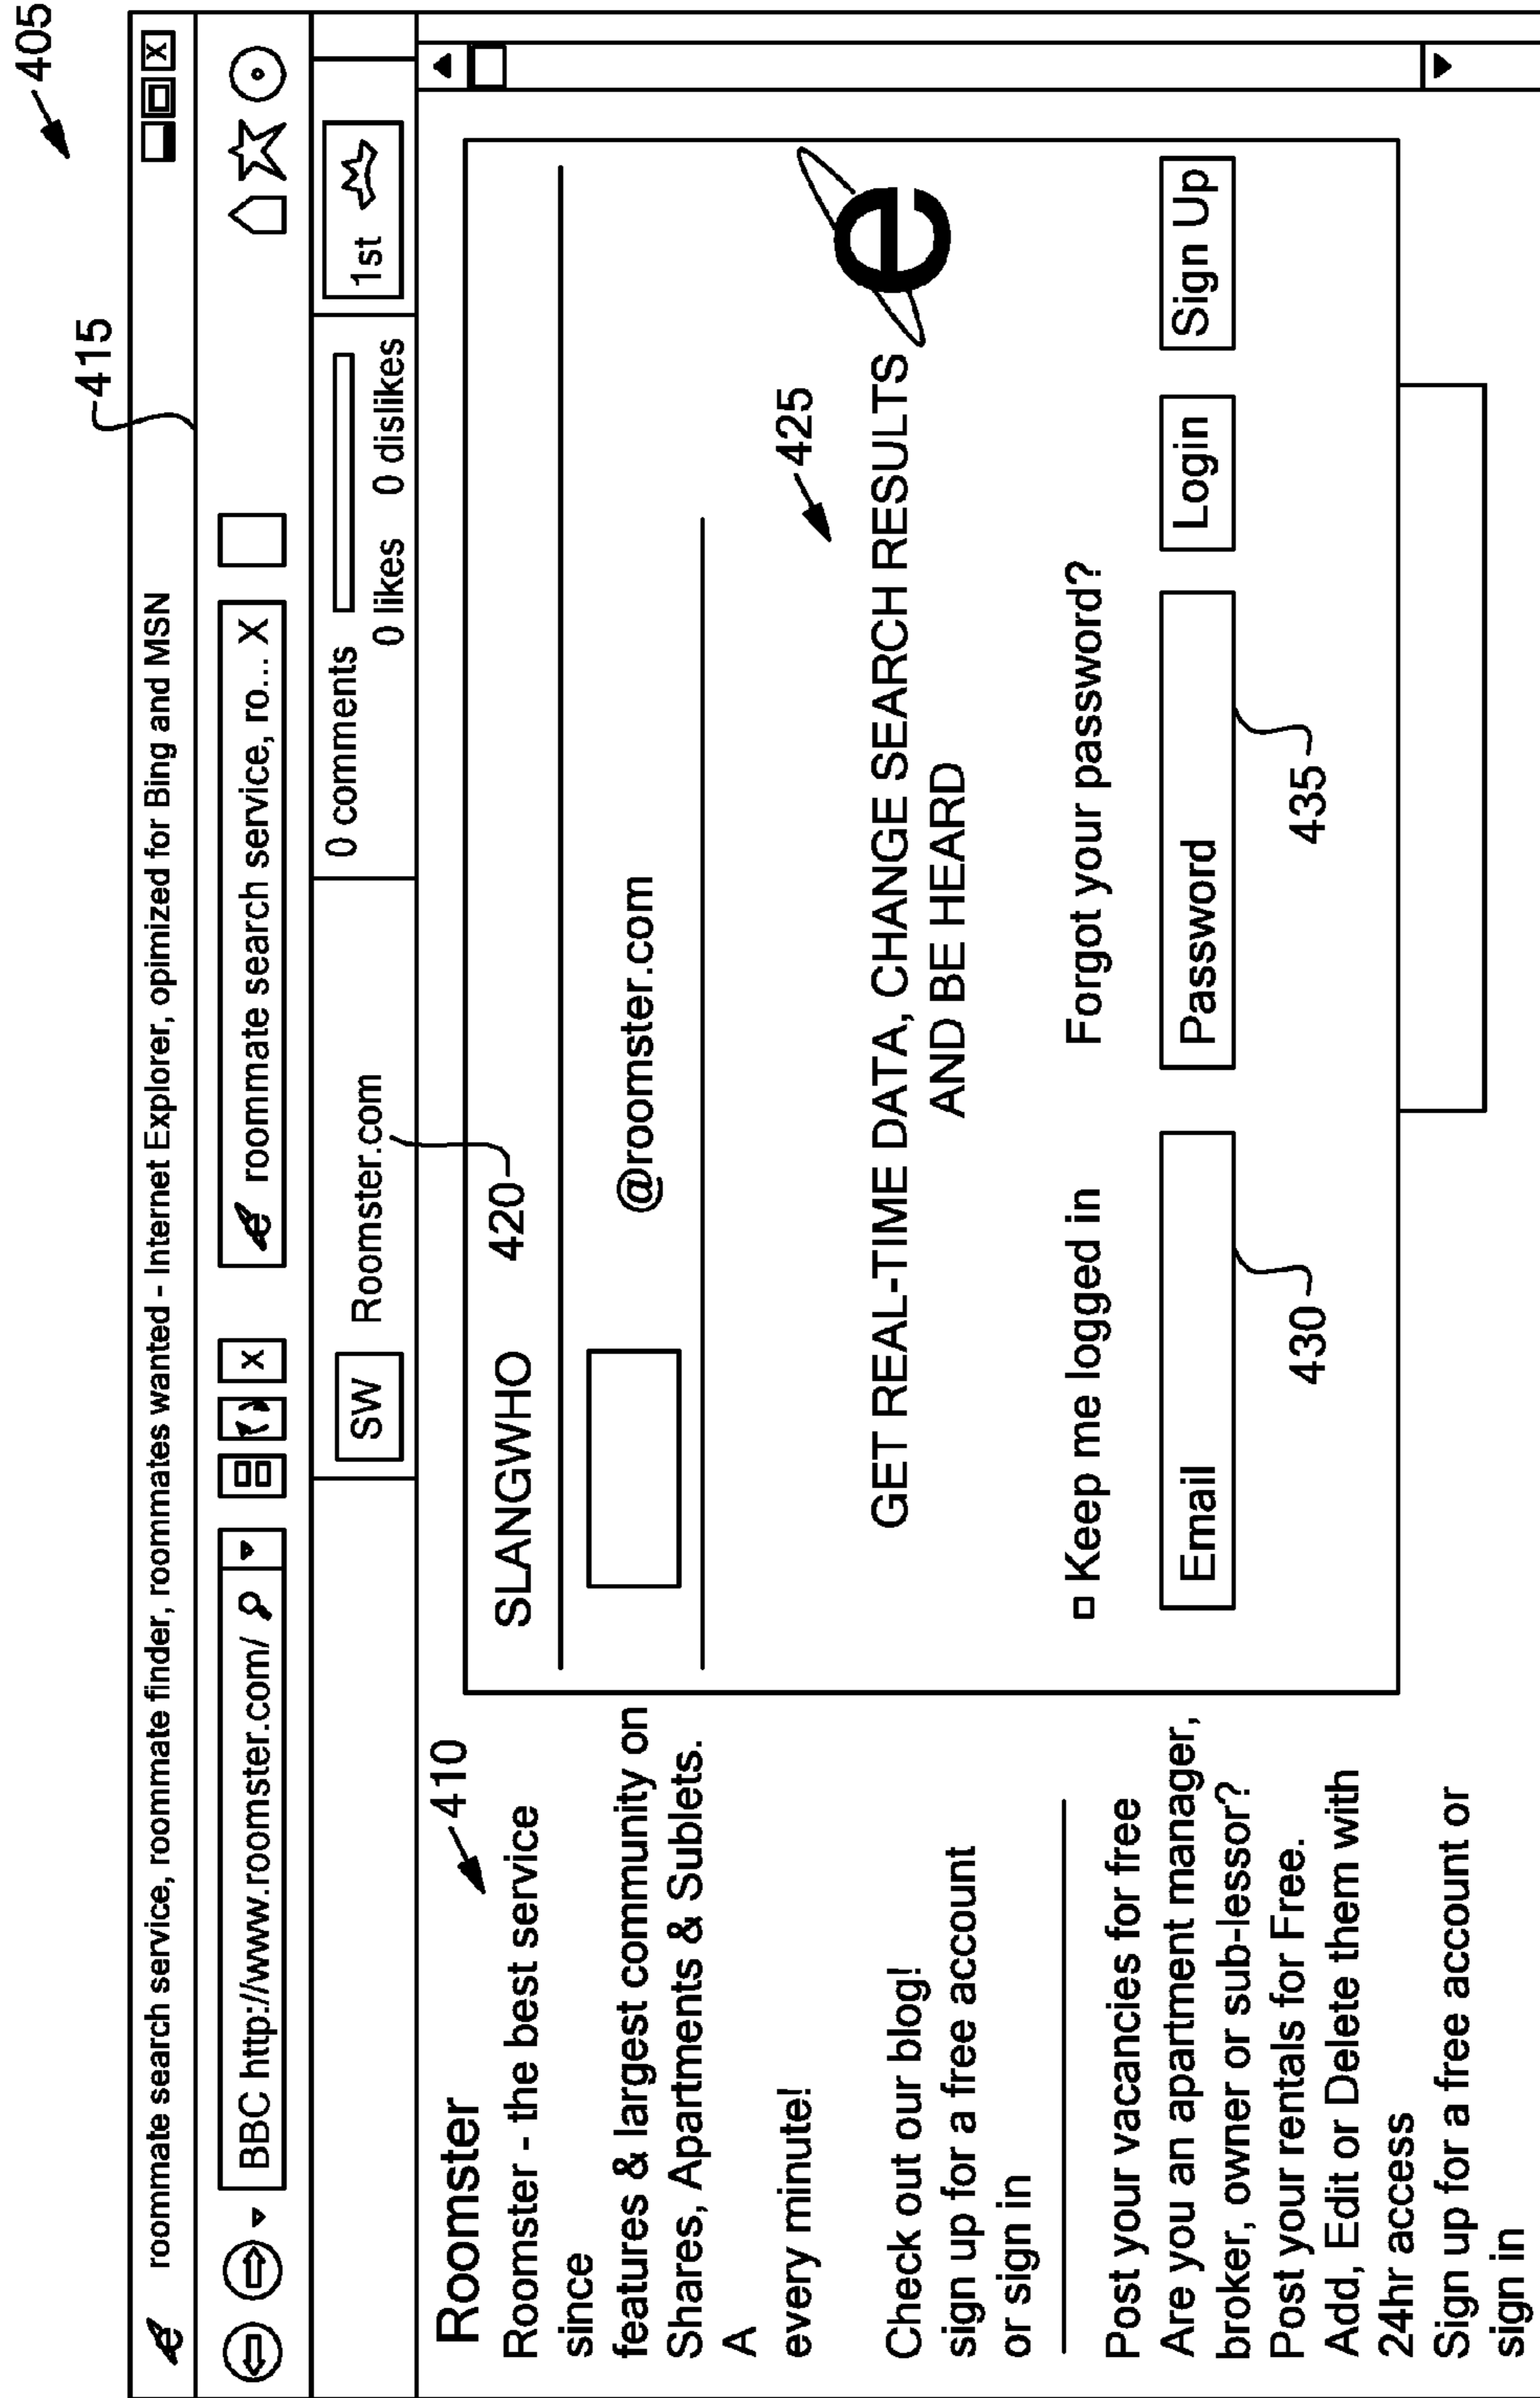 405
415
roommate search service, roommate finder, roommates wanted - Internet Explorer, opimized for Bing and MSN
X
BBC http://www.roomster.com/
X
roommate search service, ro... X
SW
Roomster.com
0 comments
0 likes 0 dislikes
1st
410
Roomster
Roomster - the best service
since
features & largest community on
Shares, Apartments & Sublets.
A
every minute!
Check out our blog!
sign up for a free account
or sign in
Post your vacancies for free
Are you an apartment manager,
broker, owner or sub-lessor?
Post your rentals for Free.
Add, Edit or Delete them with
24hr access
Sign up for a free account or
sign in
SLANGWHO
420
@roomster.com
425
GET REAL-TIME DATA, CHANGE SEARCH RESULTS
AND BE HEARD
e
Keep me logged in
Forgot your password?
Email
Password
Login
Sign Up
430
435